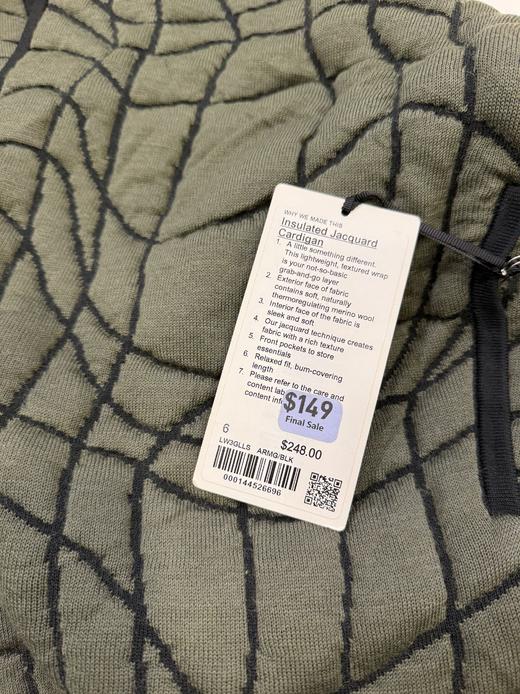 WHY WE MADE THIS
Insulated Jacquard
Cardigan
1. A little something different.
This lightweight, textured wrap
is your not-so-basic
grab-and-go layer
2. Exterior face of fabric
contains soft, naturally
thermoregulating merino wool
3. Interior face of the fabric is
sleek and soft
4. Our jacquard technique creates
fabric with a rich texture
5. Front pockets to store
essentials
6. Relaxed fit, bum-covering
length
7. Please refer to the care and
content
content
$149
Final Sale
6
$248.00
LW3GLLS ARMG/BLK
000144526696